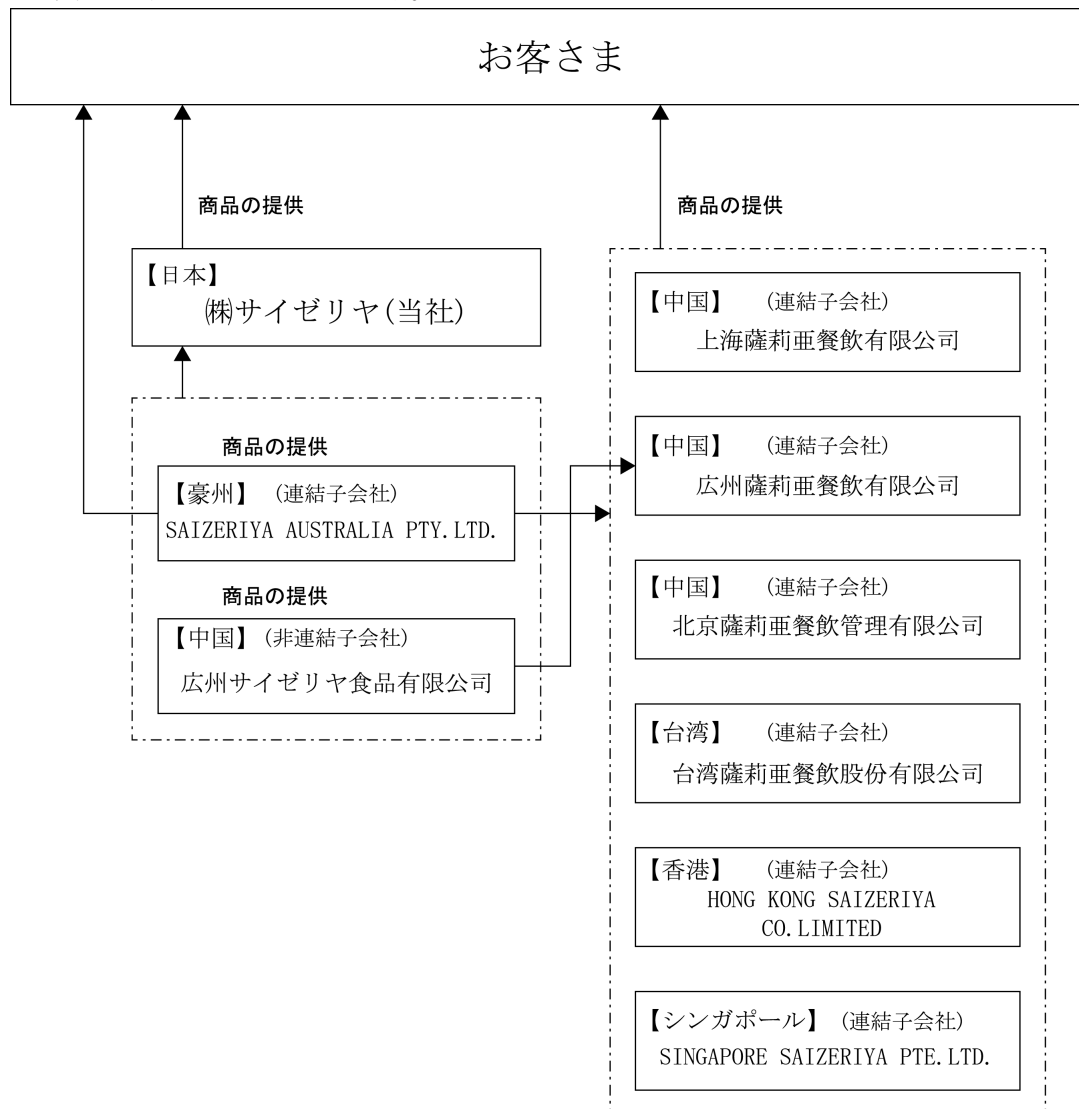 お客さま
商品の提供
商品の提供
【日本】
㈱サイゼリヤ(当社)
商品の提供
【豪州】 (連結子会社)
SAIZERIYA AUSTRALIA PTY.LTD.
商品の提供
【中国】 (非連結子会社)
広州サイゼリヤ食品有限公司
【中国】 (連結子会社)
上海薩莉亜餐飲有限公司
【中国】 (連結子会社)
広州薩莉亜餐飲有限公司
【中国】 (連結子会社)
北京薩莉亜餐飲管理有限公司
【台湾】 (連結子会社)
台湾薩莉亜餐飲股份有限公司
【香港】 (連結子会社)
HONG KONG SAIZERIYA
CO.LIMITED
【シンガポール】 (連結子会社)
SINGAPORE SAIZERIYA PTE.LTD.